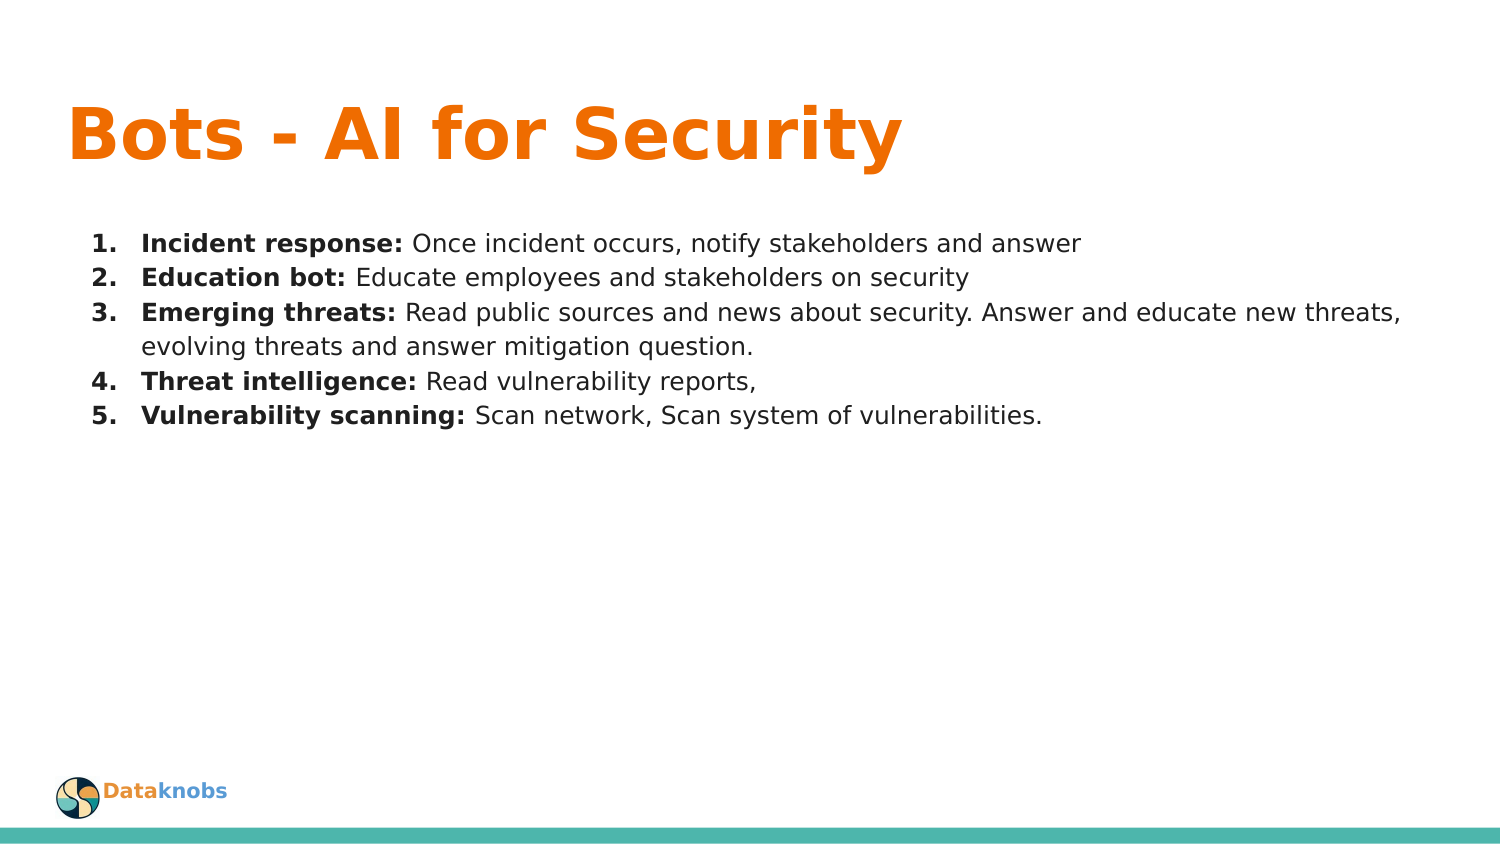 Bots - AI for Security
1. Incident response: Once incident occurs, notify stakeholders and answer
2. Education bot: Educate employees and stakeholders on security
3. Emerging threats: Read public sources and news about security. Answer and educate new threats,
evolving threats and answer mitigation question.
4. Threat intelligence: Read vulnerability reports,
5. Vulnerability scanning: Scan network, Scan system of vulnerabilities.
Dataknobs